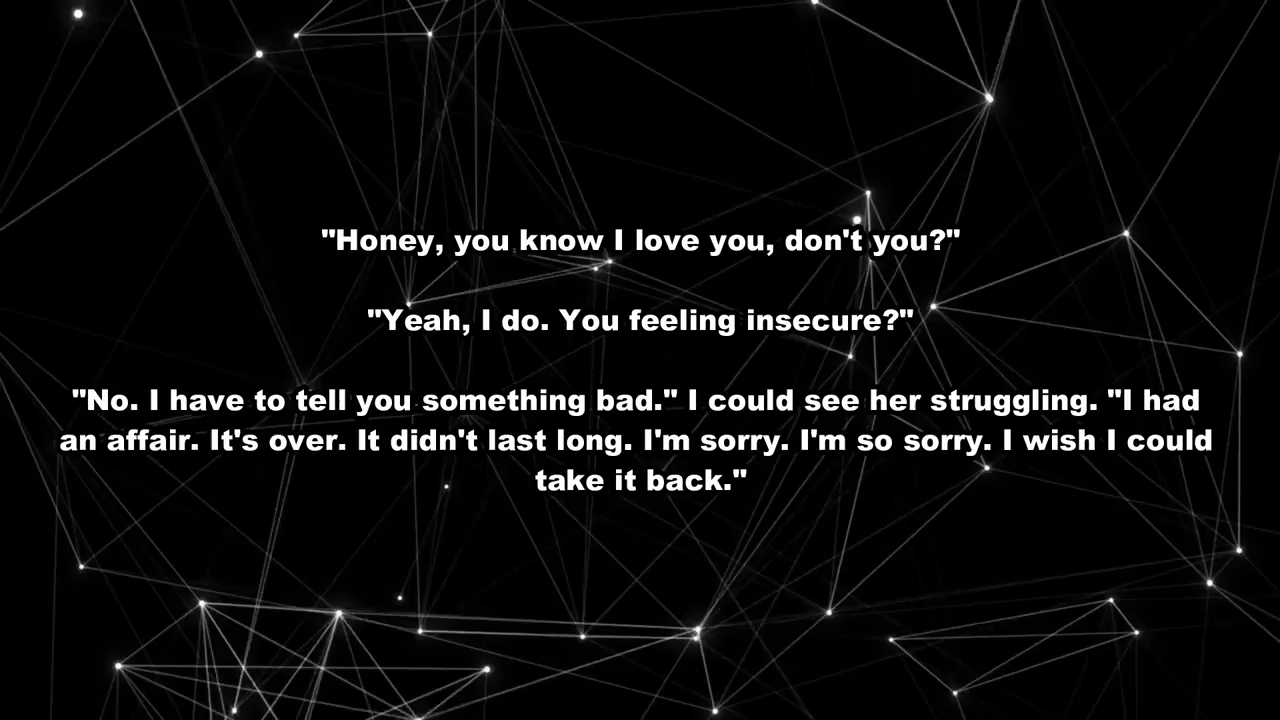 "Honey, you know I love you, don't you?"
"Yeah, I do. You feeling insecure?"
"No. I have to tell you something bad." I could see her struggling. "I had
an affair. It's over. It didn't last long. I'm sorry. I'm so sorry. I wish I could
take it back."